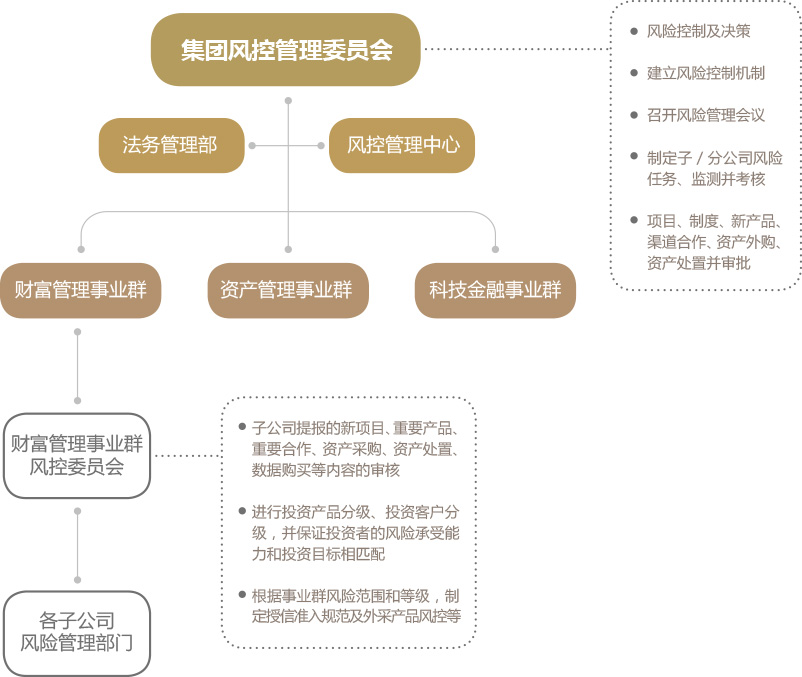 集团风控管理委员会
风险控制及决策
建立风险控制机制
召开风险管理会议
制定子 / 分公司风险
任务、监测并考核
项目、制度、新产品、
渠道合作、资产外购、
资产处置并审批
法务管理部
风控管理中心
财富管理事业群
资产管理事业群
科技金融事业群
财富管理事业群
风控委员会
子公司提报的新项目、重要产品、
重要合作、资产采购、资产处置、
数据购买等内容的审核
进行投资产品分级、投资客户分
级，并保证投资者的风险承受能
力和投资目标相匹配
根据事业群风险范围和等级，制
定授信准入规范及外采产品风控等
各子公司
风险管理部门